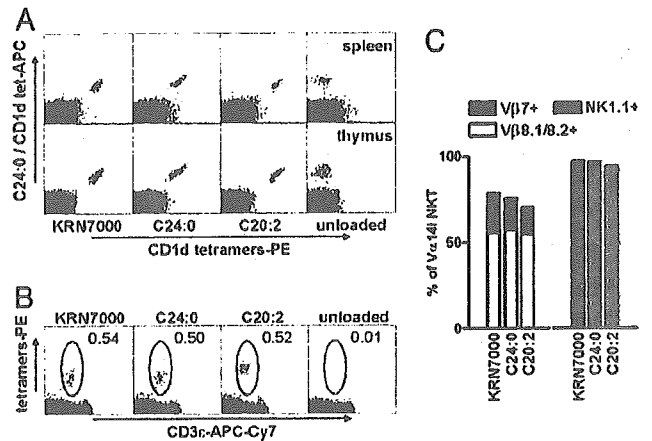 A
C24:0 / CD1d tet-APC
spleen
thymus
KRN7000 C24:0 C20:2 unloaded
CD1d tetramers-PE
B
KRN7000 C24:0 C20:2 unloaded
0.54 0.50 0.52 0.01
tetramers-PE
CD3ε-APC-Cy7
C
Vβ7+ NK1.1+
Vβ8.1/8.2+
% of Vα14i NKT
100
50
0
KRN7000 C24:0 C20:2 KRN7000 C24:0 C20:2